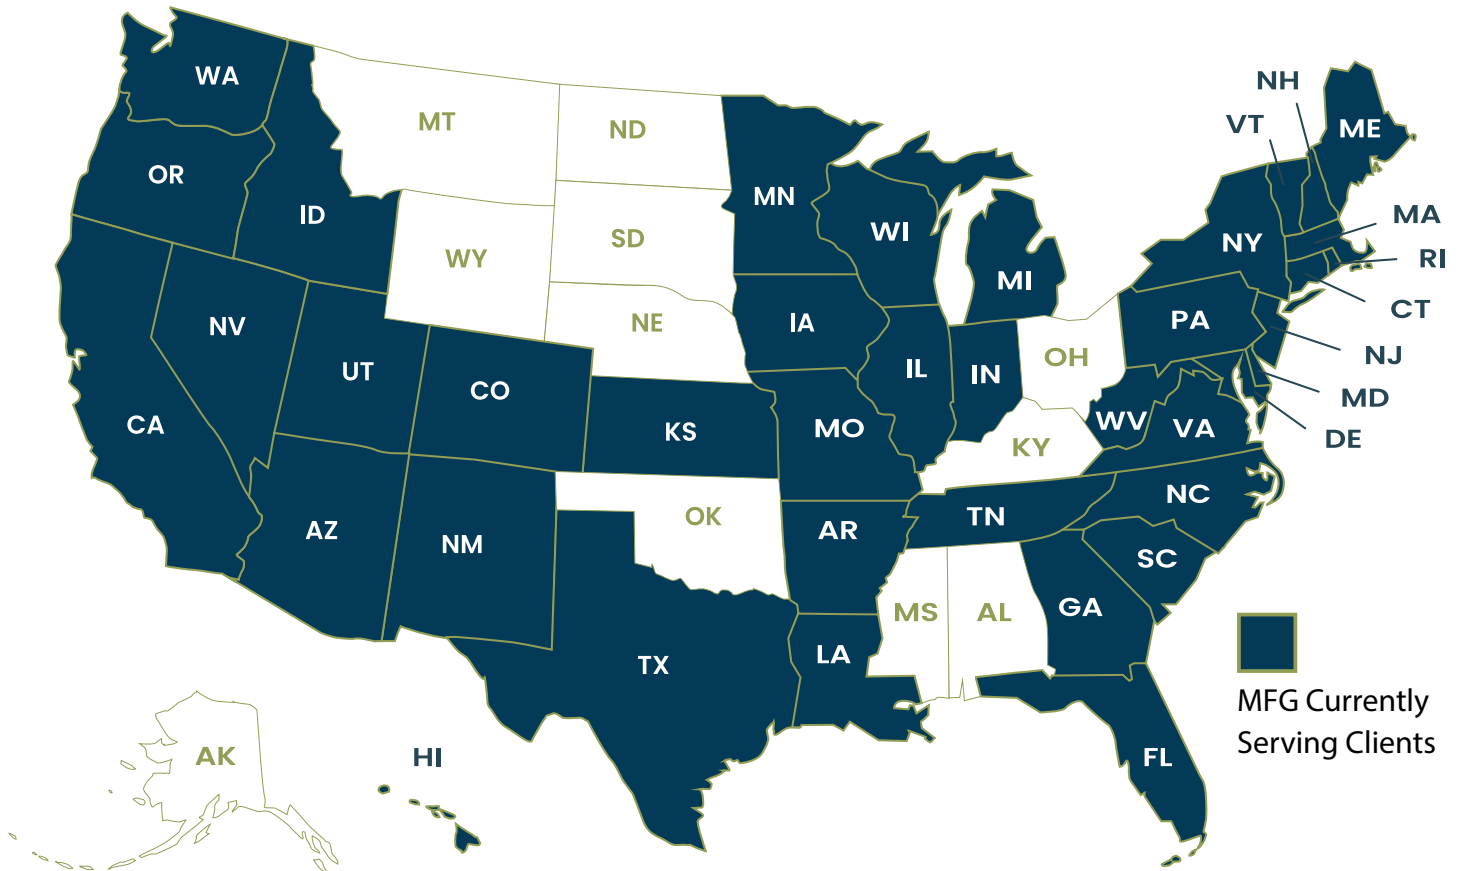 WA
MT
ND
NH
VT
ME
OR
MN
ID
MA
WI
SD
NY
WY
RI
MI
CT
NV
NE
IA
PA
NJ
OH
UT
IL
IN
CO
MD
CA
KS
MO
WV
VA
DE
KY
NC
OK
TN
AZ
NM
AR
SC
MS
AL
GA
TX
LA
MFG Currently
Serving Clients
AK
HI
FL